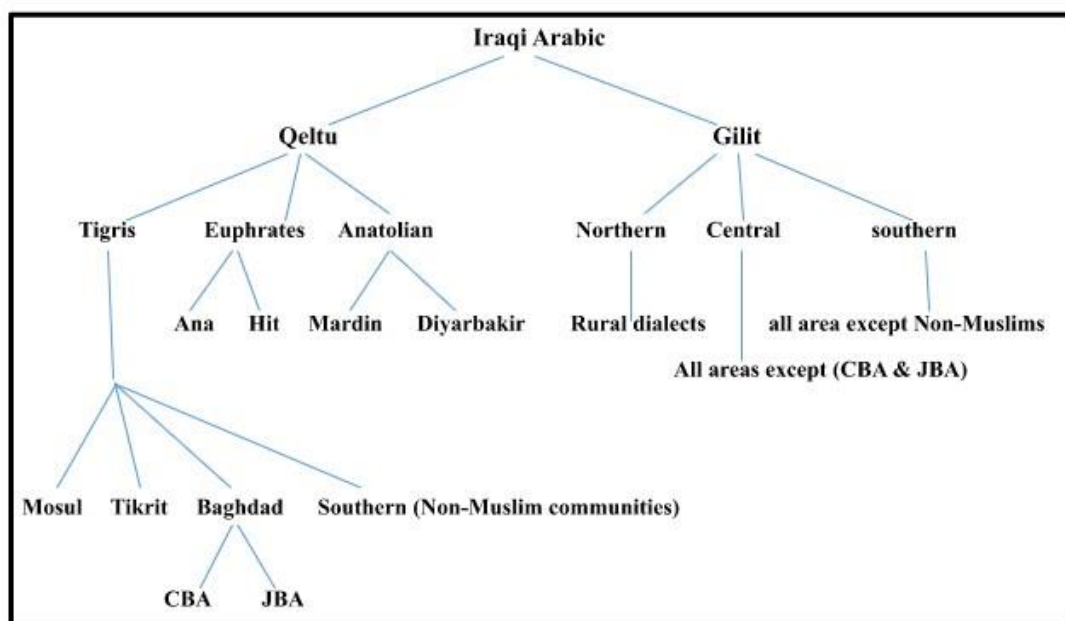 Iraqi Arabic
Qeltu Gilit
Tigris Euphrates Anatolian Northern Central southern
Ana Hit Mardin Diyarbakir Rural dialects all area except Non-Muslims
All areas except (CBA & JBA)
Mosul Tikrit Baghdad Southern (Non-Muslim communities)
CBA JBA